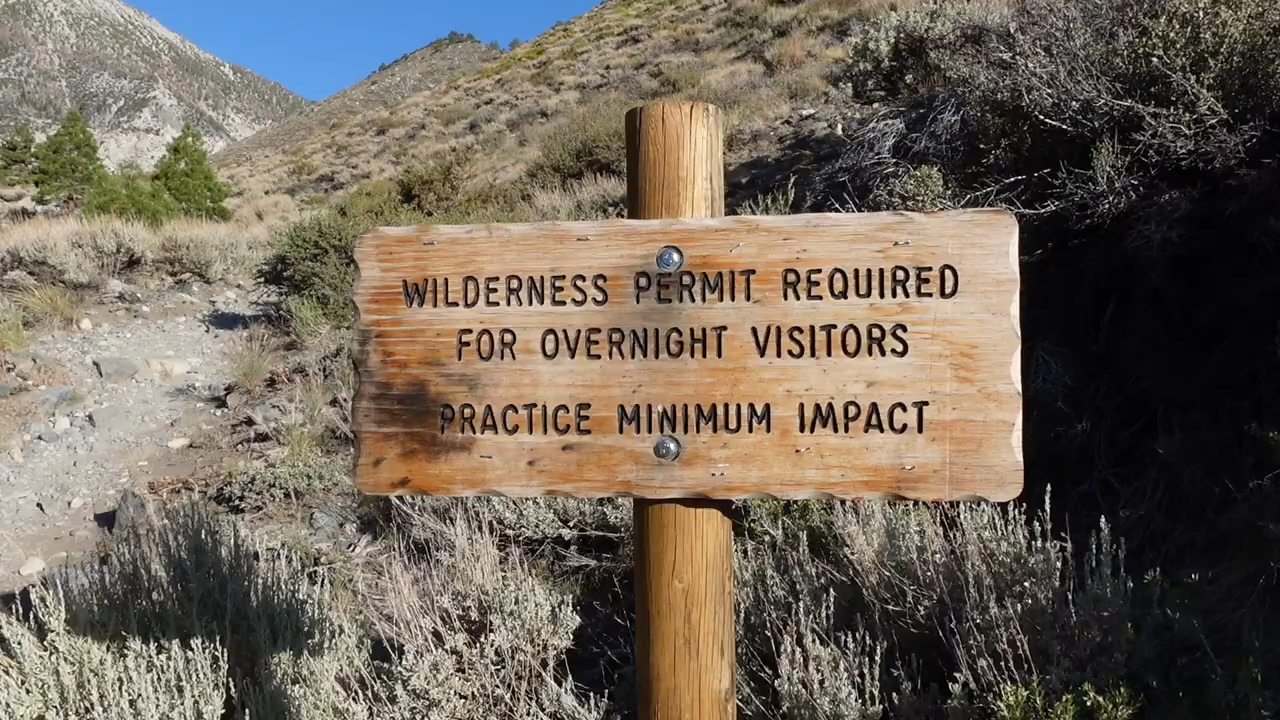 WILDERNESS PERMIT REQUIRED
FOR OVERNIGHT VISITORS
PRACTICE MINIMUM IMPACT